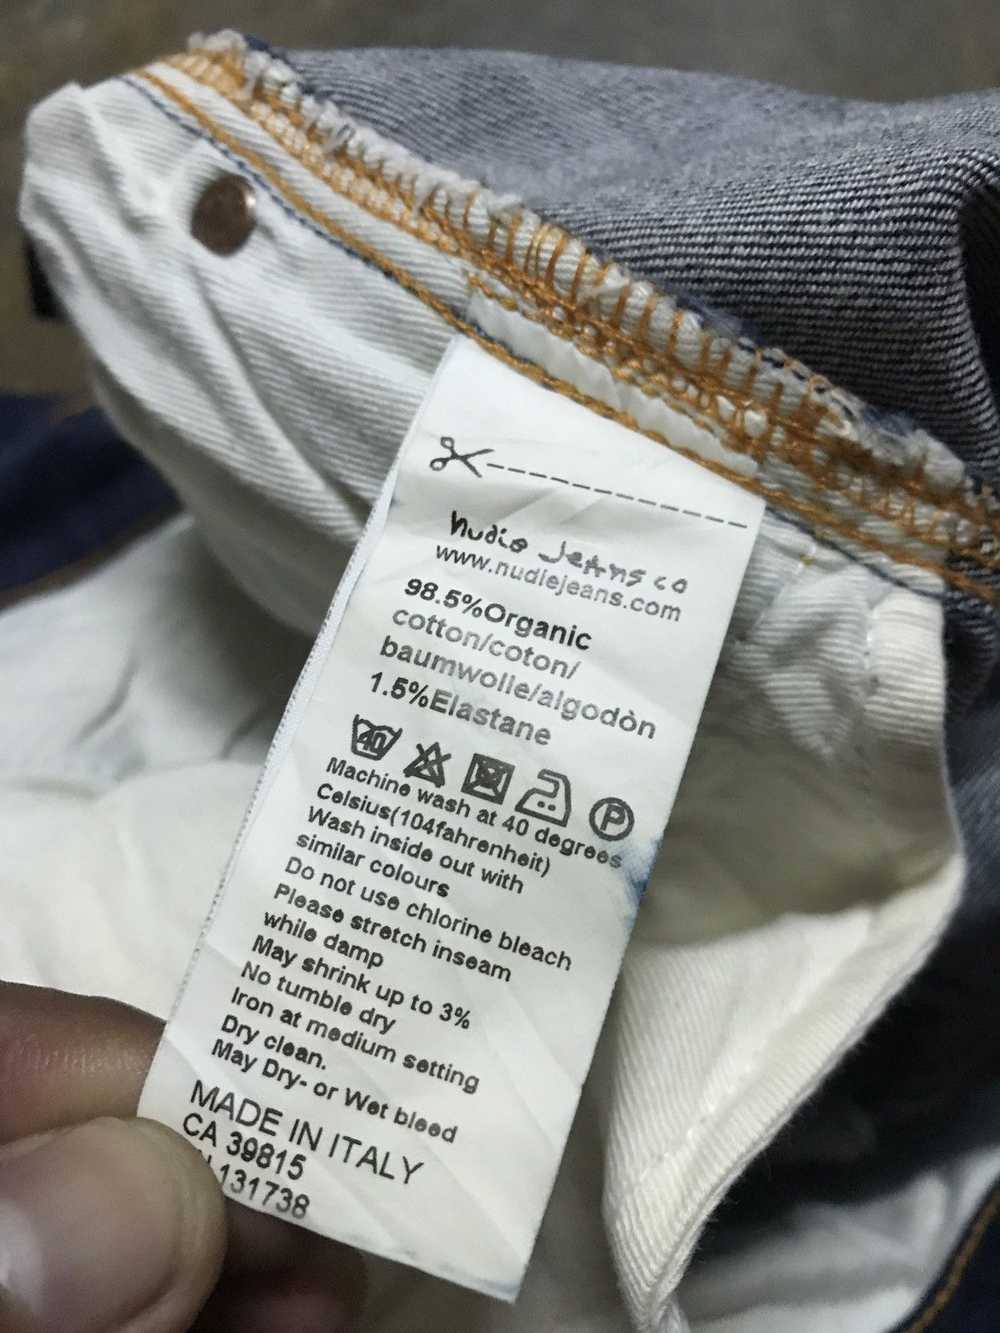 nudie jeans co
www.nudiejeans.com
98.5%Organic
cotton/coton/
baumwolle/algodòn
1.5%Elastane
40 P
Machine wash at 40 degrees
Celsius(104fahrenheit)
Wash inside out with
similar colours
Do not use chlorine bleach
Please stretch inseam
while damp
May shrink up to 3%
No tumble dry
Iron at medium setting
Dry clean.
May Dry- or Wet bleed
MADE IN ITALY
CA 39815
131738